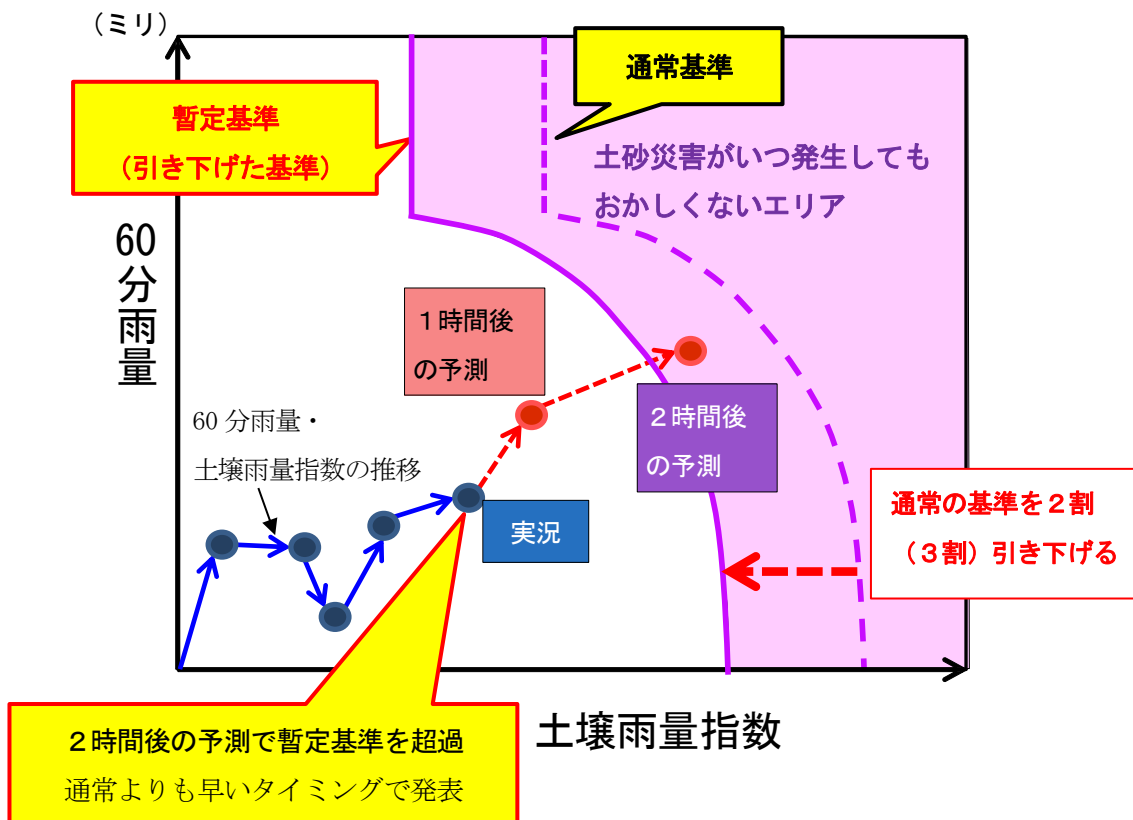 （ミリ）
通常基準
暫定基準
（引き下げた基準）
土砂災害がいつ発生しても
おかしくないエリア
60分雨量
１時間後
の予測
60 分雨量・
土壌雨量指数の推移
２時間後
の予測
実況
通常の基準を２割
（３割）引き下げる
２時間後の予測で暫定基準を超過
通常よりも早いタイミングで発表
土壌雨量指数